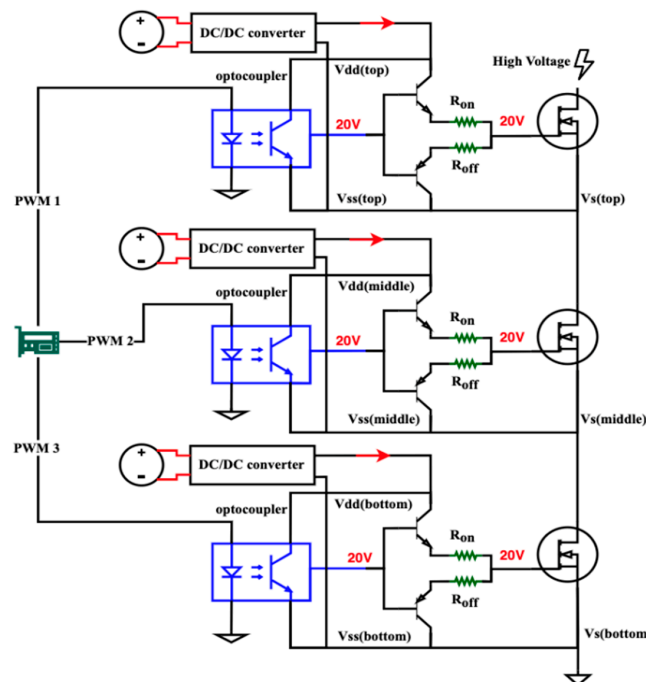 +
-
DC/DC converter
High Voltage
optocoupler
Vdd(top)
Ron
20V
20V
Roff
PWM 1
Vss(top)
Vs(top)
+
-
DC/DC converter
optocoupler
Vdd(middle)
Ron
PWM 2
20V
20V
Roff
Vss(middle)
Vs(middle)
PWM 3
+
-
DC/DC converter
optocoupler
Vdd(bottom)
Ron
20V
20V
Roff
Vss(bottom)
Vs(bottom